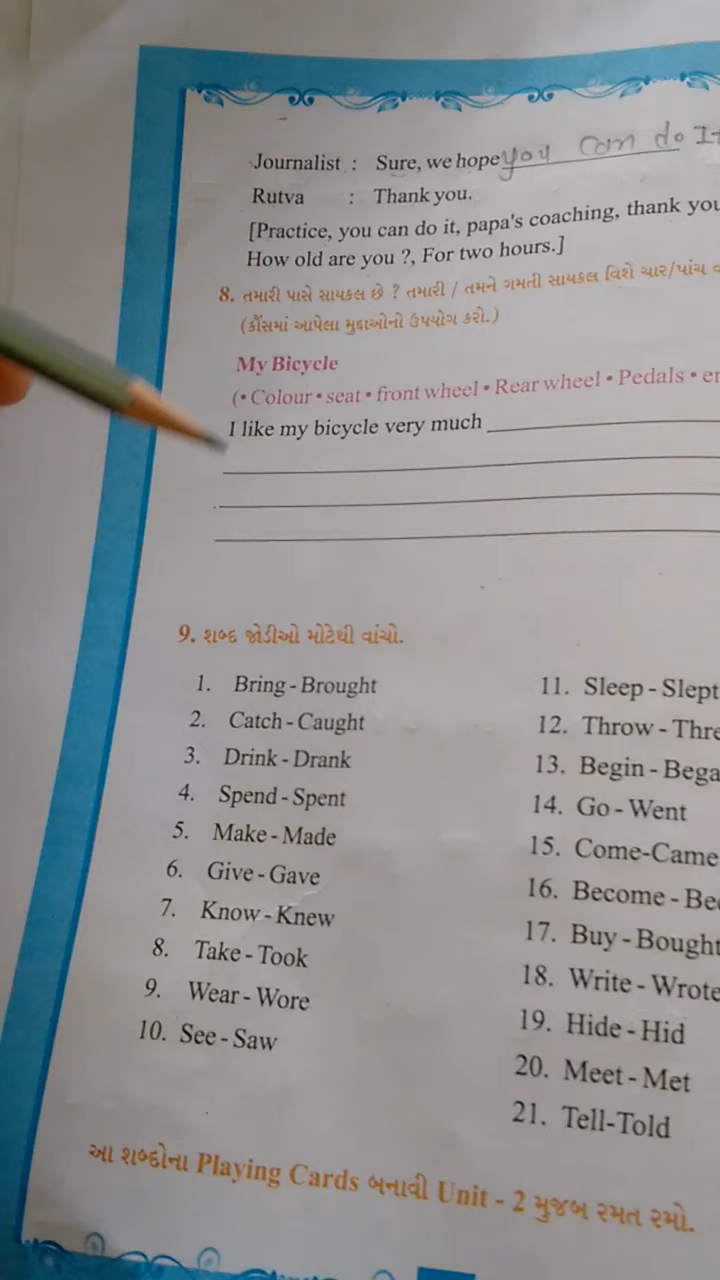 Journalist : Sure, we hope you can do It
Rutva : Thank you.
[Practice, you can do it, papa's coaching, thank you
How old are you ?, For two hours.]
8. તમારી પાસે સાયકલ છે ? તમારી / તમને ગમતી સાયકલ વિશે ચાર/પાંચ
(કૌંસમાં આપેલા મુદ્દાઓનો ઉપયોગ કરો.)
My Bicycle
(• Colour • seat • front wheel • Rear wheel • Pedals •
I like my bicycle very much
9. શબ્દ જોડીઓ મોટેથી વાંચો.
1. Bring - Brought
2. Catch - Caught
3. Drink - Drank
4. Spend - Spent
5. Make - Made
6. Give - Gave
7. Know - Knew
8. Take - Took
9. Wear - Wore
10. See - Saw
11. Sleep - Slept
12. Throw - Thre
13. Begin - Bega
14. Go - Went
15. Come-Came
16. Become - Be
17. Buy - Bought
18. Write - Wrote
19. Hide - Hid
20. Meet - Met
21. Tell-Told
આ શબ્દોના Playing Cards બનાવી Unit - 2 મુજબ રમત રમો.